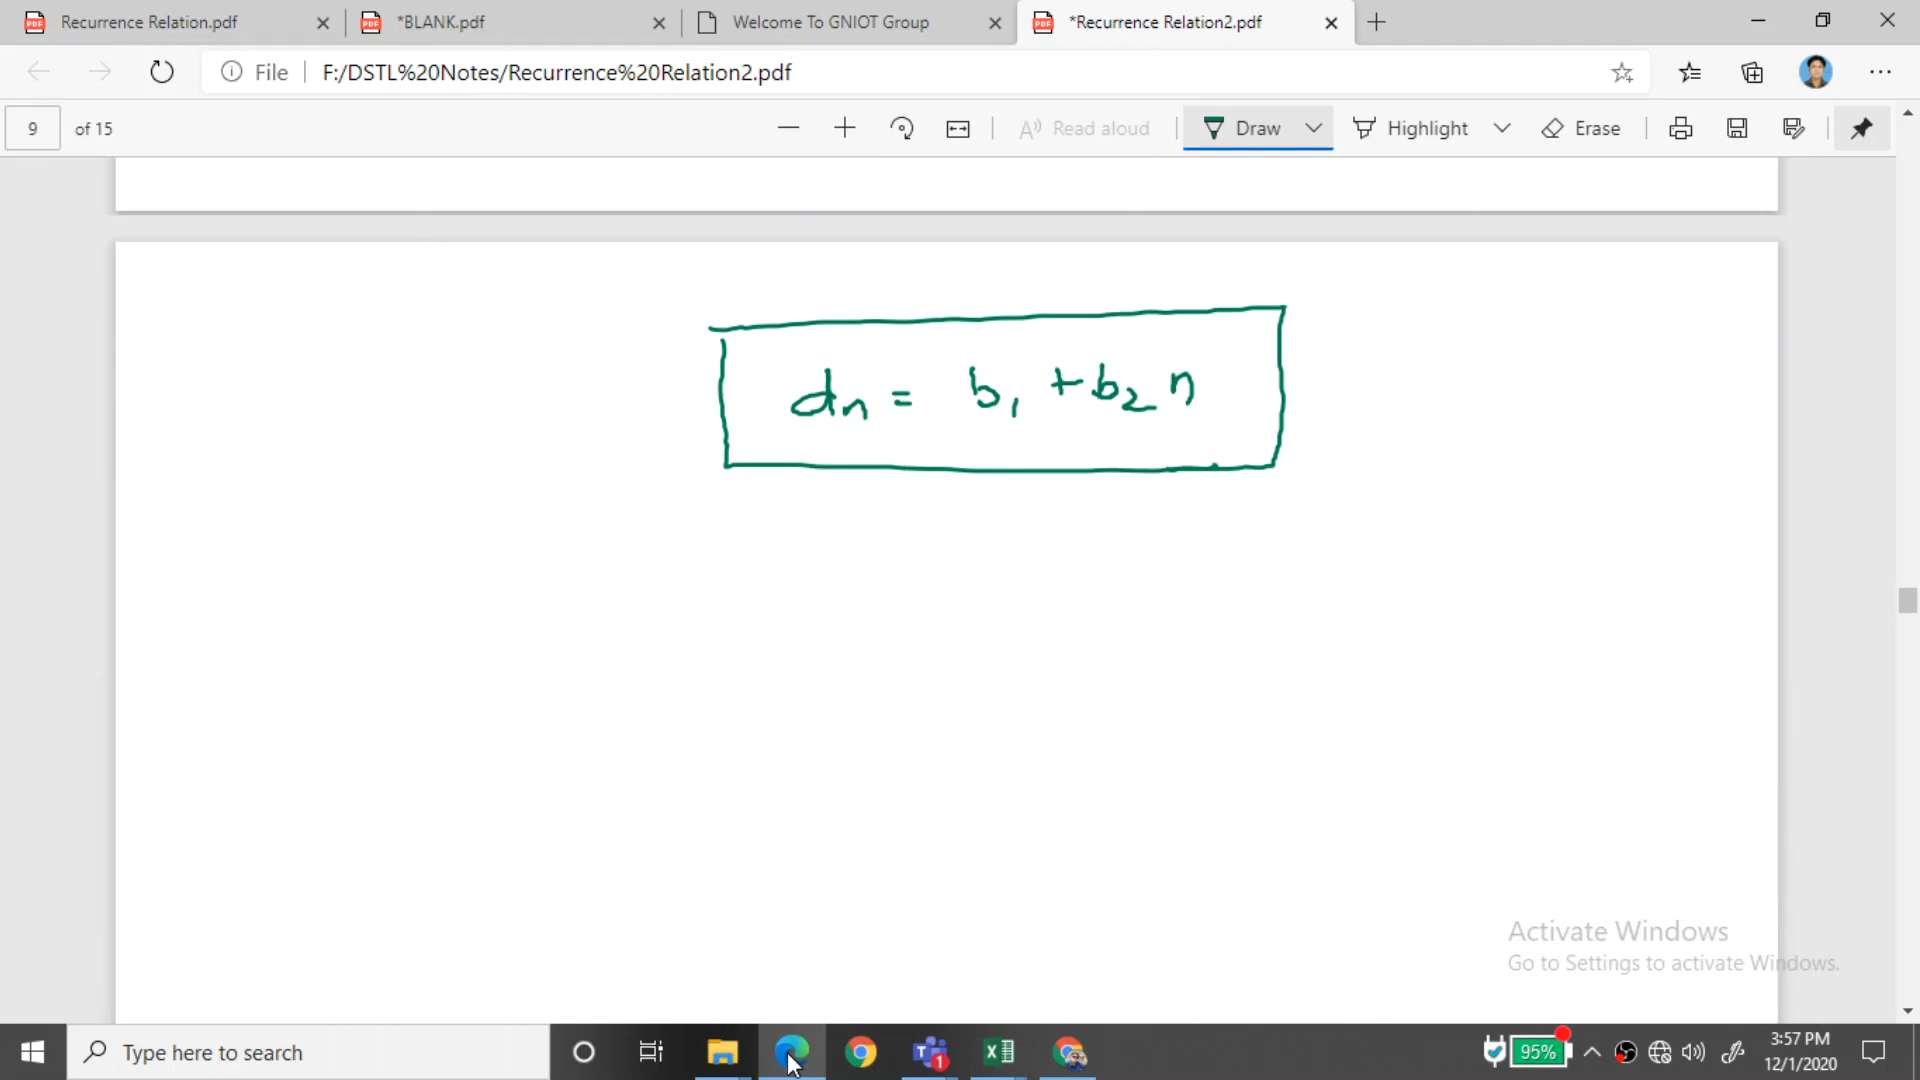 Recurrence Relation.pdf
*BLANK.pdf
Welcome To GNIOT Group
*Recurrence Relation2.pdf
File
F:/DSTL%20Notes/Recurrence%20Relation2.pdf
9 of 15
Read aloud
Draw
Highlight
Erase
dn = b1 + b2 n
Activate Windows
Go to Settings to activate Windows.
Type here to search
1
95%
3:57 PM
12/1/2020